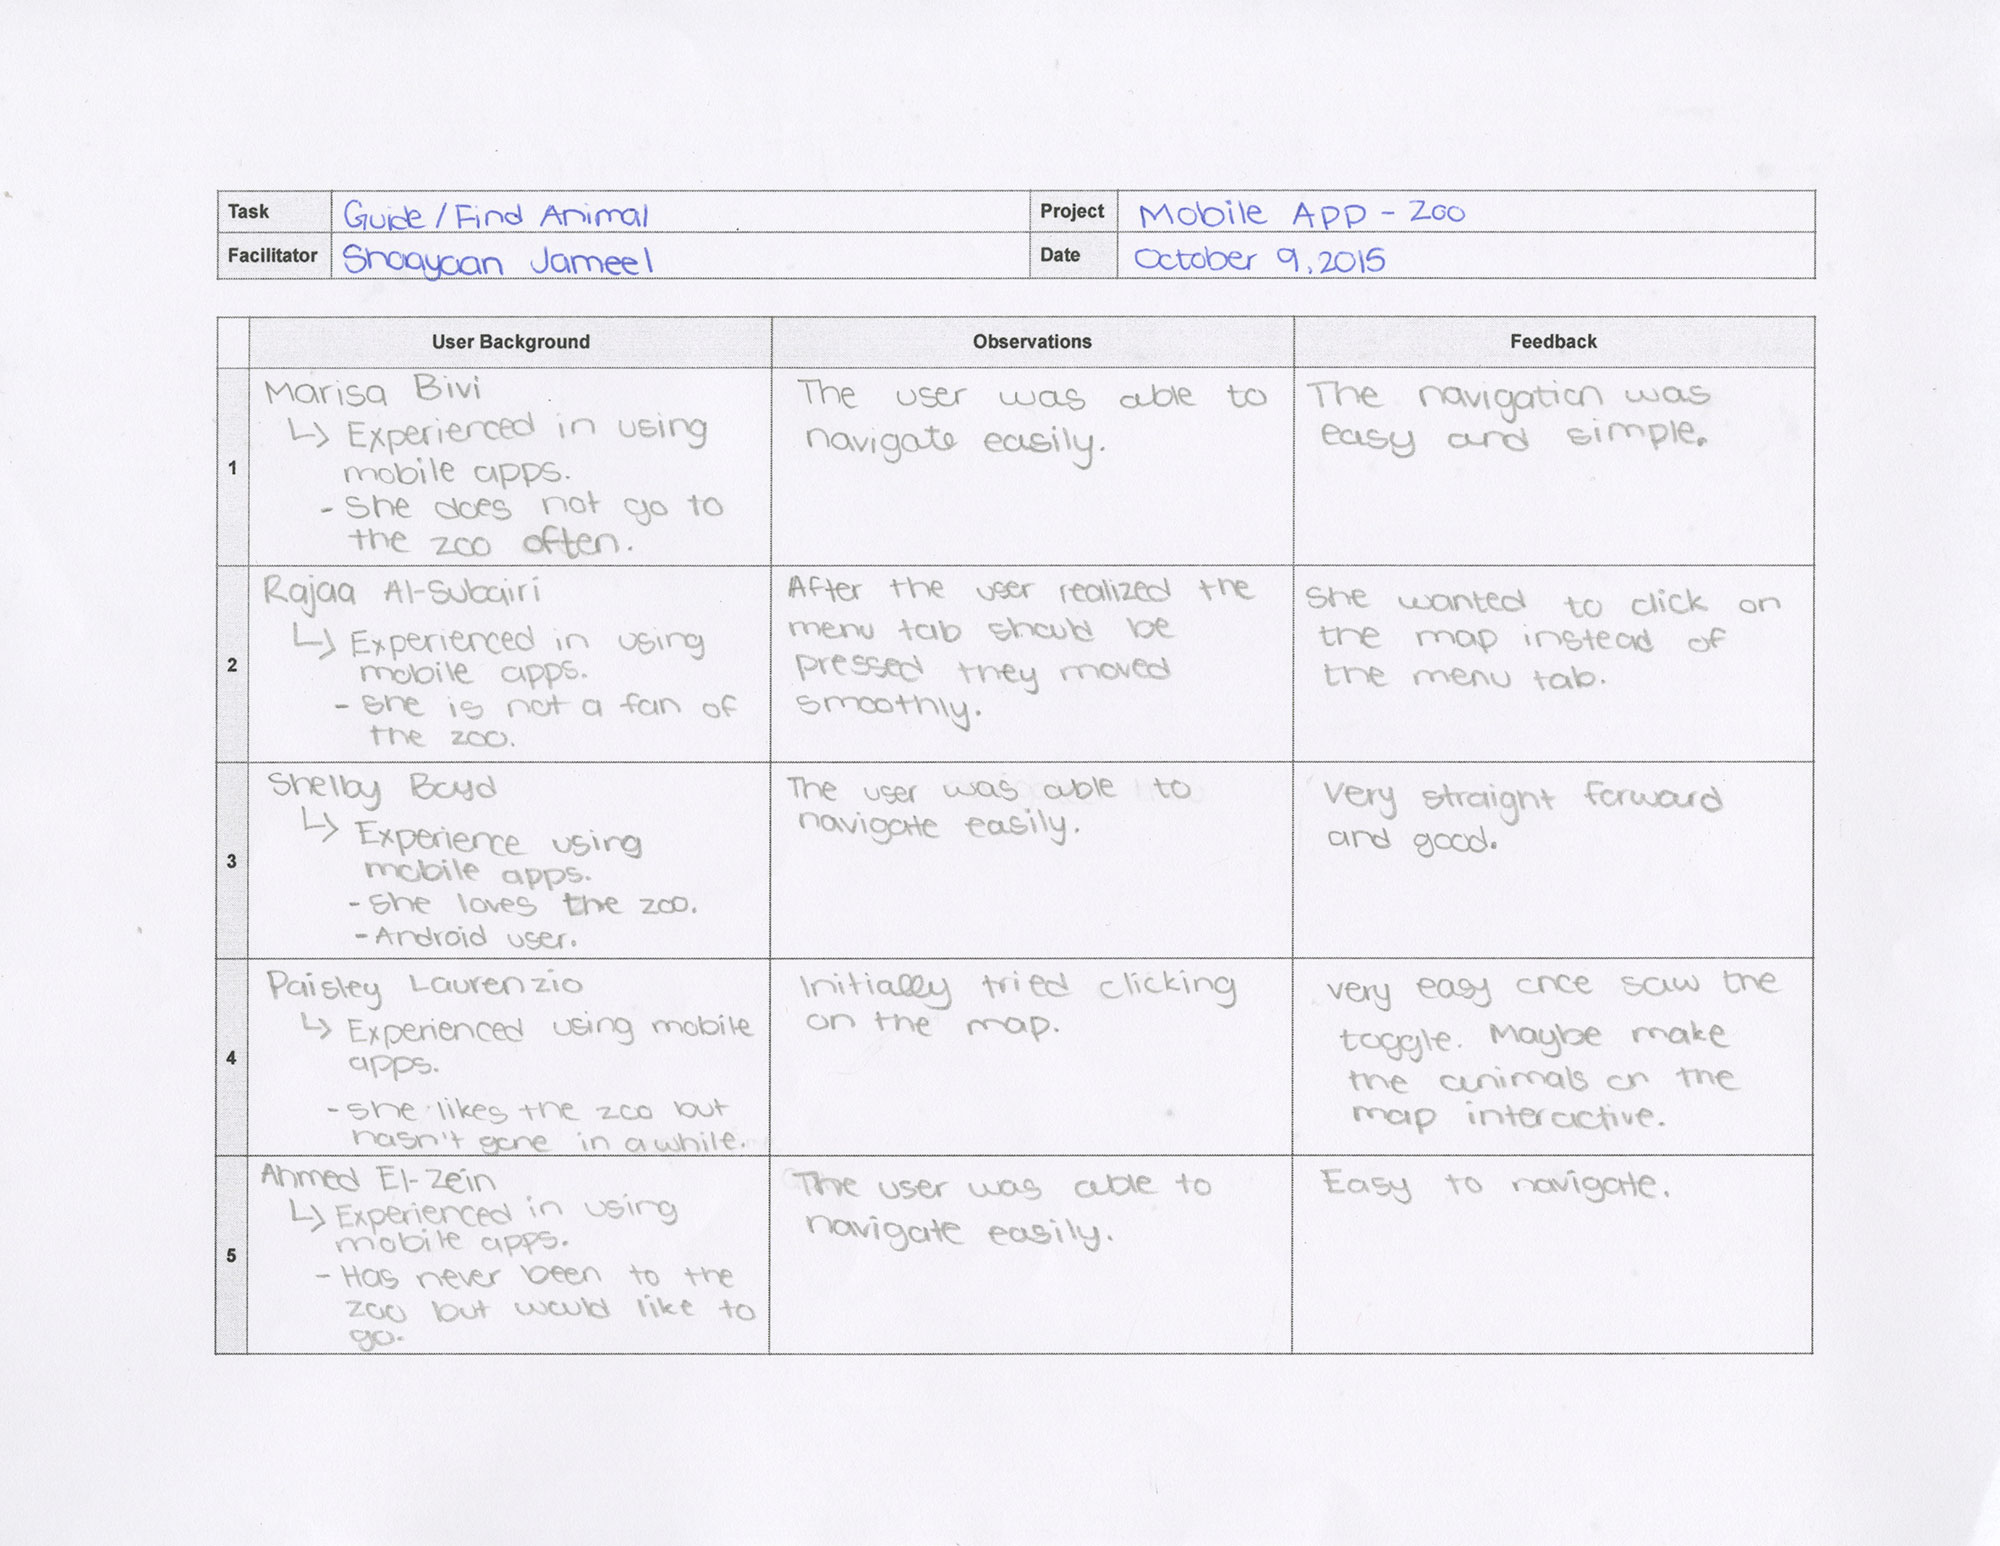 Task Guide/Find Animal Project Mobile App - Zoo
Facilitator Shaayaan Jameel Date October 9, 2015
User Background Observations Feedback
1
Marisa Bivi
↳ Experienced in using
mobile apps.
- She does not go to
the zoo often.
The user was able to
navigate easily.
The navigation was
easy and simple.
2
Rajaa Al-Subairi
↳ Experienced in using
mobile apps.
- she is not a fan of
the zoo.
After the user realized the
menu tab should be
pressed they moved
smoothly.
She wanted to click on
the map instead of
the menu tab.
3
Shelby Boyd
↳ Experience using
mobile apps.
- She loves the zoo.
- Android user.
The user was able to
navigate easily.
Very straight forward
and good.
4
Paisley Laurenzio
↳ Experienced using mobile
apps.
- she likes the zoo but
hasn't gone in a while.
Initially tried clicking
on the map.
very easy once saw the
toggle. Maybe make
the animals on the
map interactive.
5
Ahmed El-Zein
↳ Experienced in using
mobile apps.
- Has never been to the
zoo but would like to
go.
The user was able to
navigate easily.
Easy to navigate.